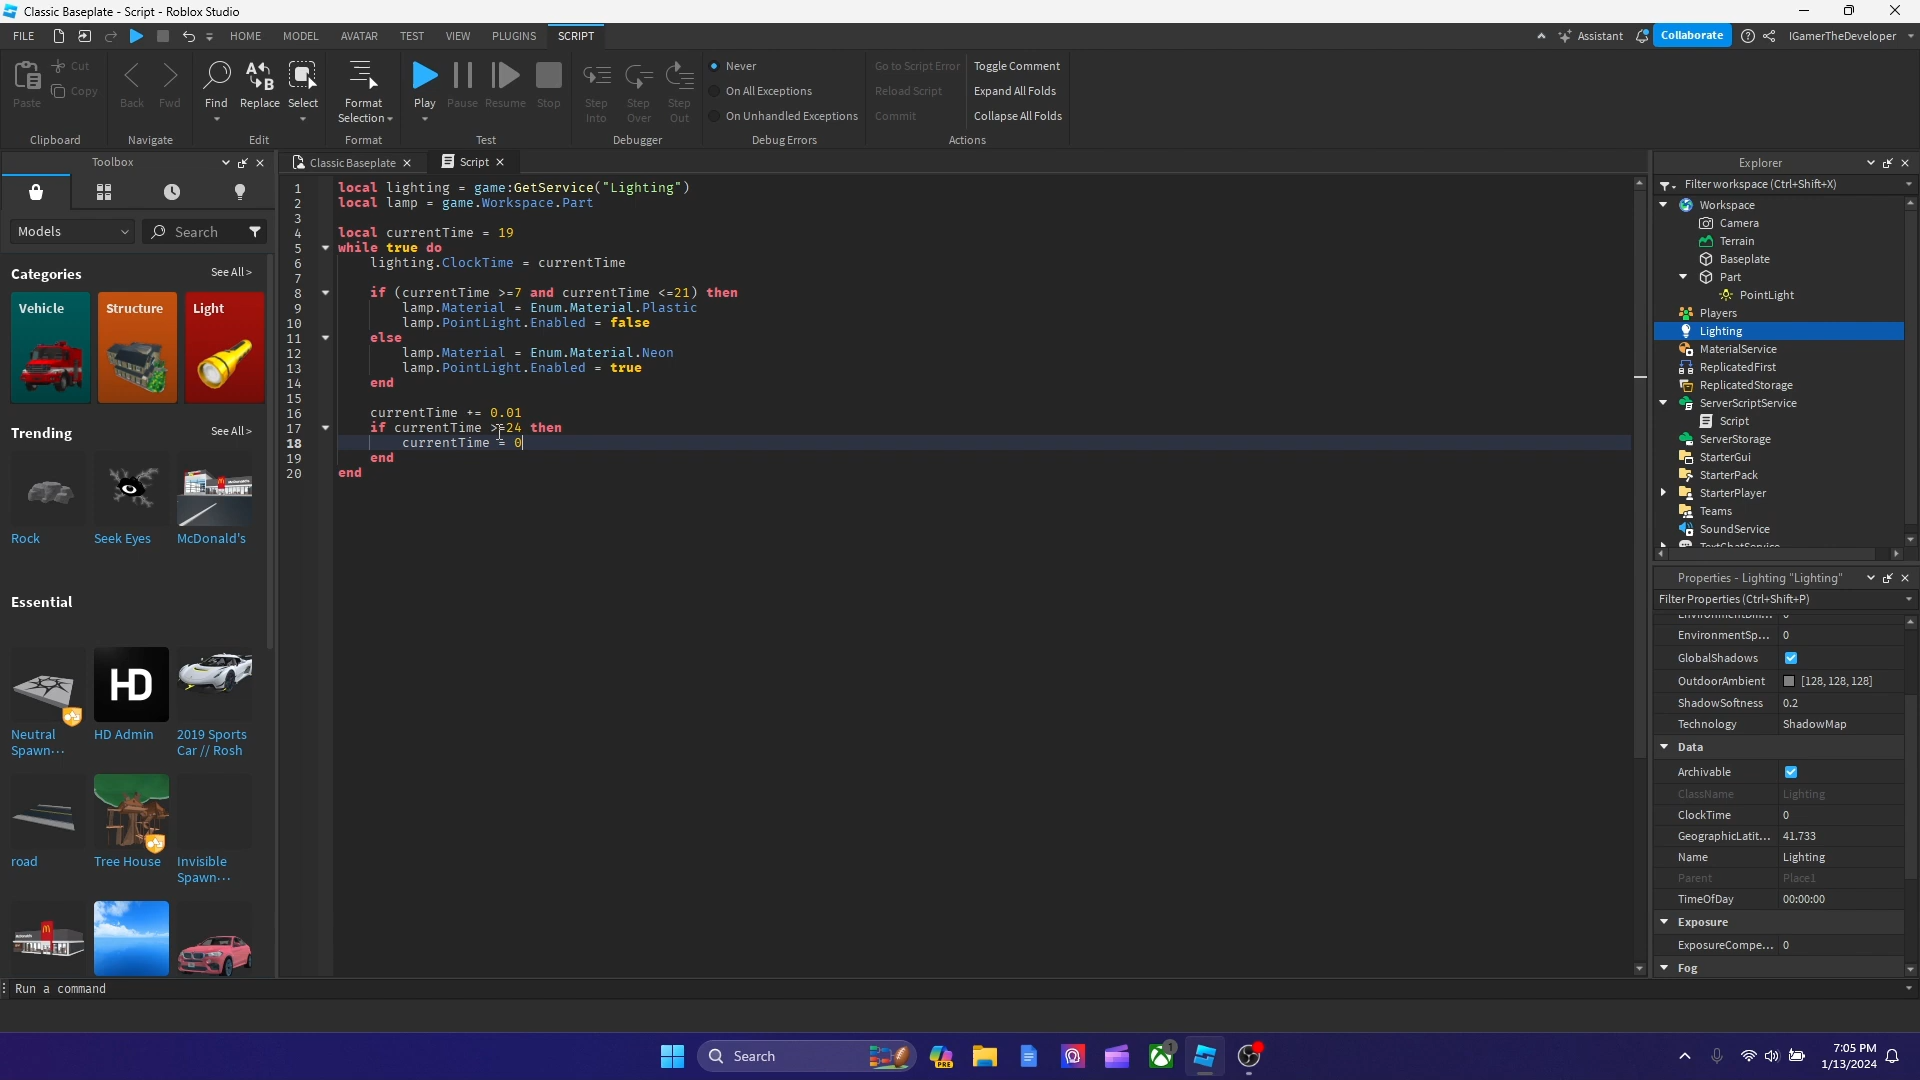 Classic Baseplate - Script - Roblox Studio
FILE HOME MODEL AVATAR TEST VIEW PLUGINS SCRIPT Assistant Collaborate IGamerTheDeveloper
Paste Cut Copy
Clipboard
Back Fwd
Navigate
Find Replace Select
Edit
Format Selection
Format
Play Pause Resume Stop
Test
Step Into Step Over Step Out
Debugger
Never
On All Exceptions
On Unhandled Exceptions
Debug Errors
Go to Script Error
Reload Script
Commit
Toggle Comment
Expand All Folds
Collapse All Folds
Actions
Toolbox
Models Search
Categories See All >
Vehicle Structure Light
Trending See All >
Rock Seek Eyes McDonald's
Essential
HD
Neutral Spawn··· HD Admin 2019 Sports Car // Rosh
road Tree House Invisible Spawn···
Classic Baseplate Script
1 local lighting = game:GetService("Lighting")
2 local lamp = game.Workspace.Part
3
4 local currentTime = 19
5 while true do
6 lighting.ClockTime = currentTime
7
8 if (currentTime >=7 and currentTime <=21) then
9 lamp.Material = Enum.Material.Plastic
10 lamp.PointLight.Enabled = false
11 else
12 lamp.Material = Enum.Material.Neon
13 lamp.PointLight.Enabled = true
14 end
15
16 currentTime += 0.01
17 if currentTime >=24 then
18 currentTime = 0
19 end
20 end
Explorer
Filter workspace (Ctrl+Shift+X)
Workspace
Camera
Terrain
Baseplate
Part
PointLight
Players
Lighting
MaterialService
ReplicatedFirst
ReplicatedStorage
ServerScriptService
Script
ServerStorage
StarterGui
StarterPack
StarterPlayer
Teams
SoundService
Properties - Lighting "Lighting"
Filter Properties (Ctrl+Shift+P)
EnvironmentSp... 0
GlobalShadows
OutdoorAmbient [128, 128, 128]
ShadowSoftness 0.2
Technology ShadowMap
Data
Archivable
ClassName Lighting
ClockTime 0
GeographicLatit... 41.733
Name Lighting
Parent Place1
TimeOfDay 00:00:00
Exposure
ExposureCompe... 0
Fog
Run a command
Search PRE 1
7:05 PM
1/13/2024